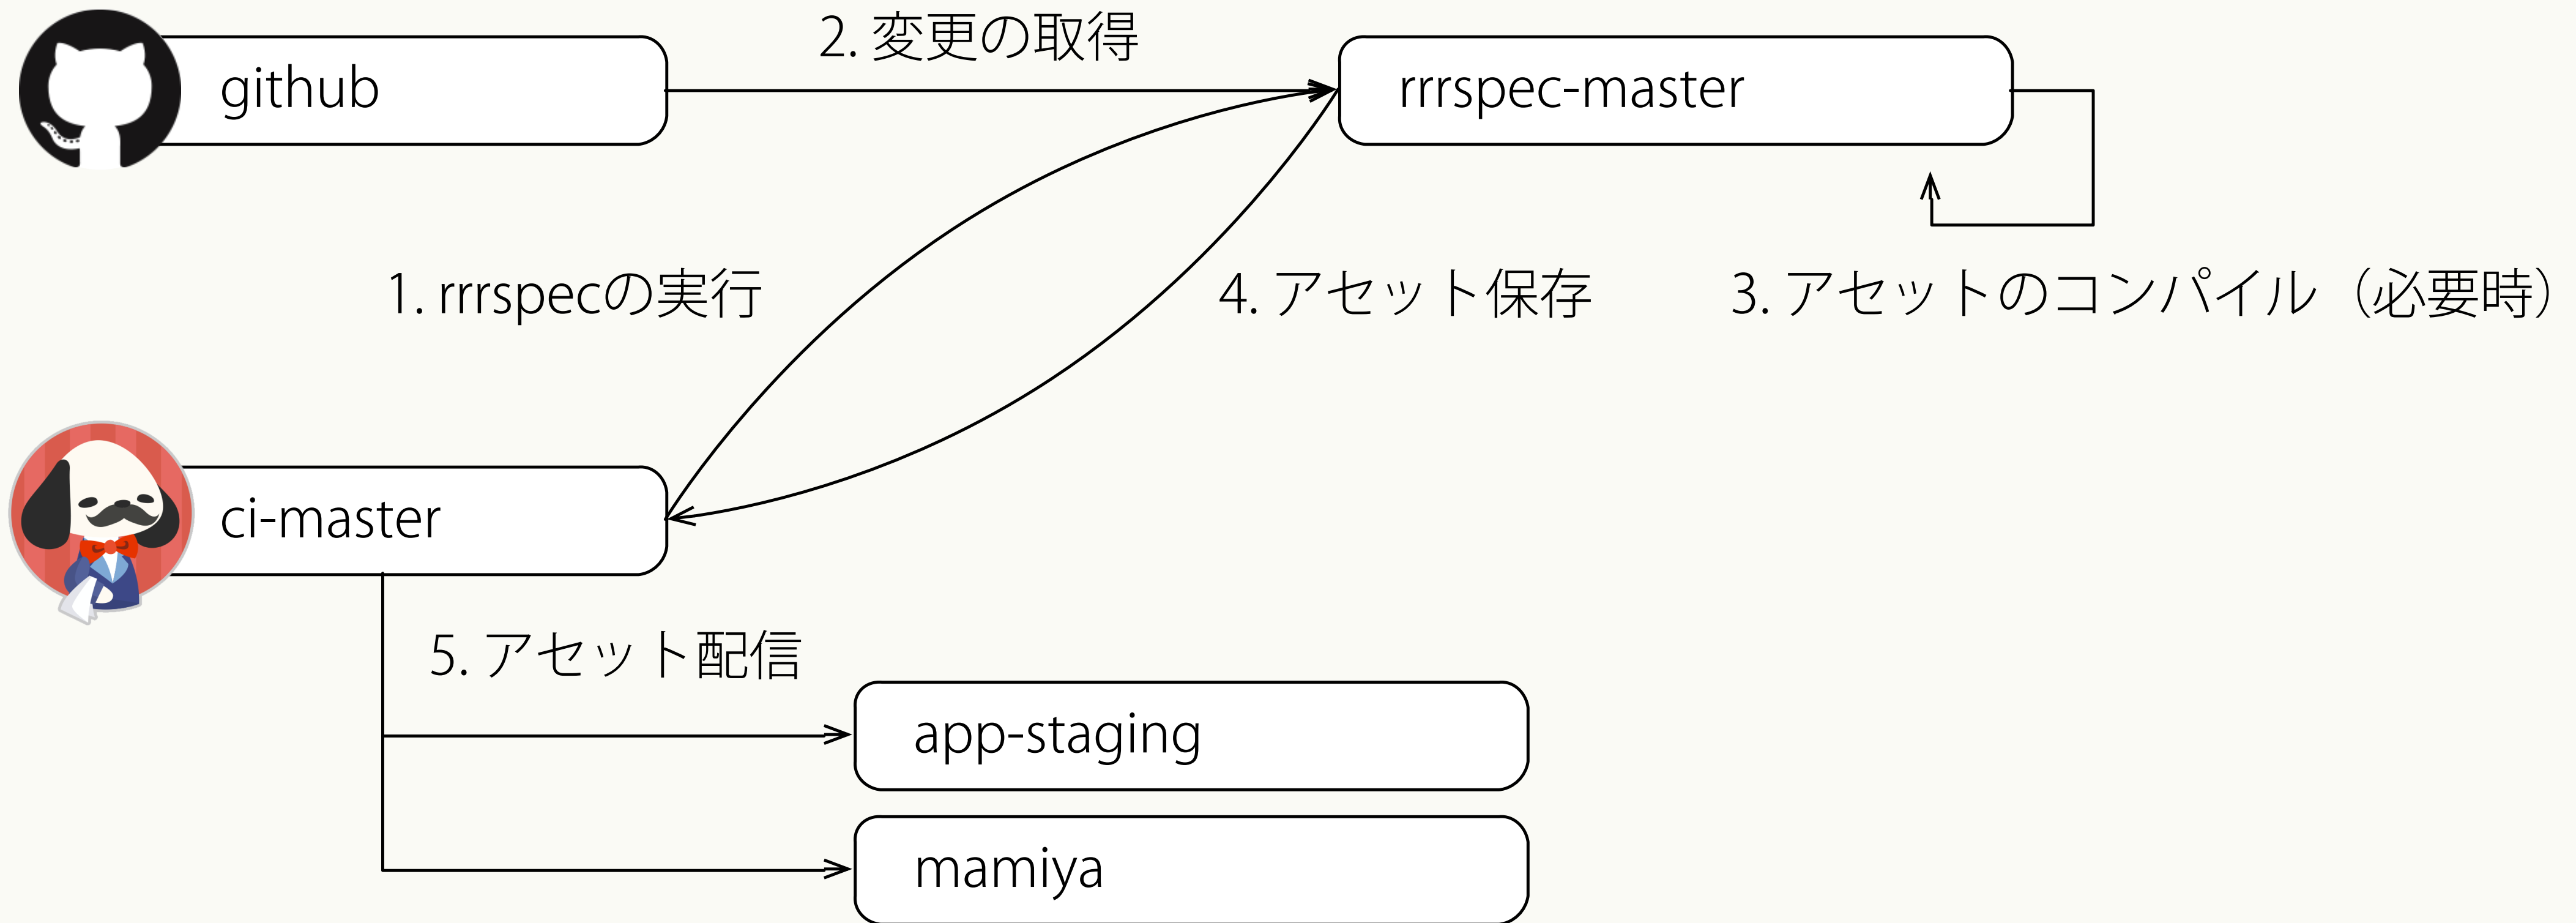 2. 変更の取得
github
rrrspec-master
1. rrrspecの実行
4. アセット保存
3. アセットのコンパイル（必要時）
ci-master
5. アセット配信
app-staging
mamiya